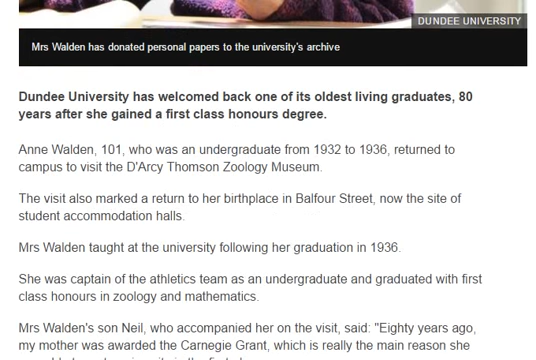 DUNDEE UNIVERSITY
Mrs Walden has donated personal papers to the university's archive
Dundee University has welcomed back one of its oldest living graduates, 80
years after she gained a first class honours degree.
Anne Walden, 101, who was an undergraduate from 1932 to 1936, returned to
campus to visit the D'Arcy Thomson Zoology Museum.
The visit also marked a return to her birthplace in Balfour Street, now the site of
student accommodation halls.
Mrs Walden taught at the university following her graduation in 1936.
She was captain of the athletics team as an undergraduate and graduated with first
class honours in zoology and mathematics.
Mrs Walden's son Neil, who accompanied her on the visit, said: "Eighty years ago,
my mother was awarded the Carnegie Grant, which is really the main reason she